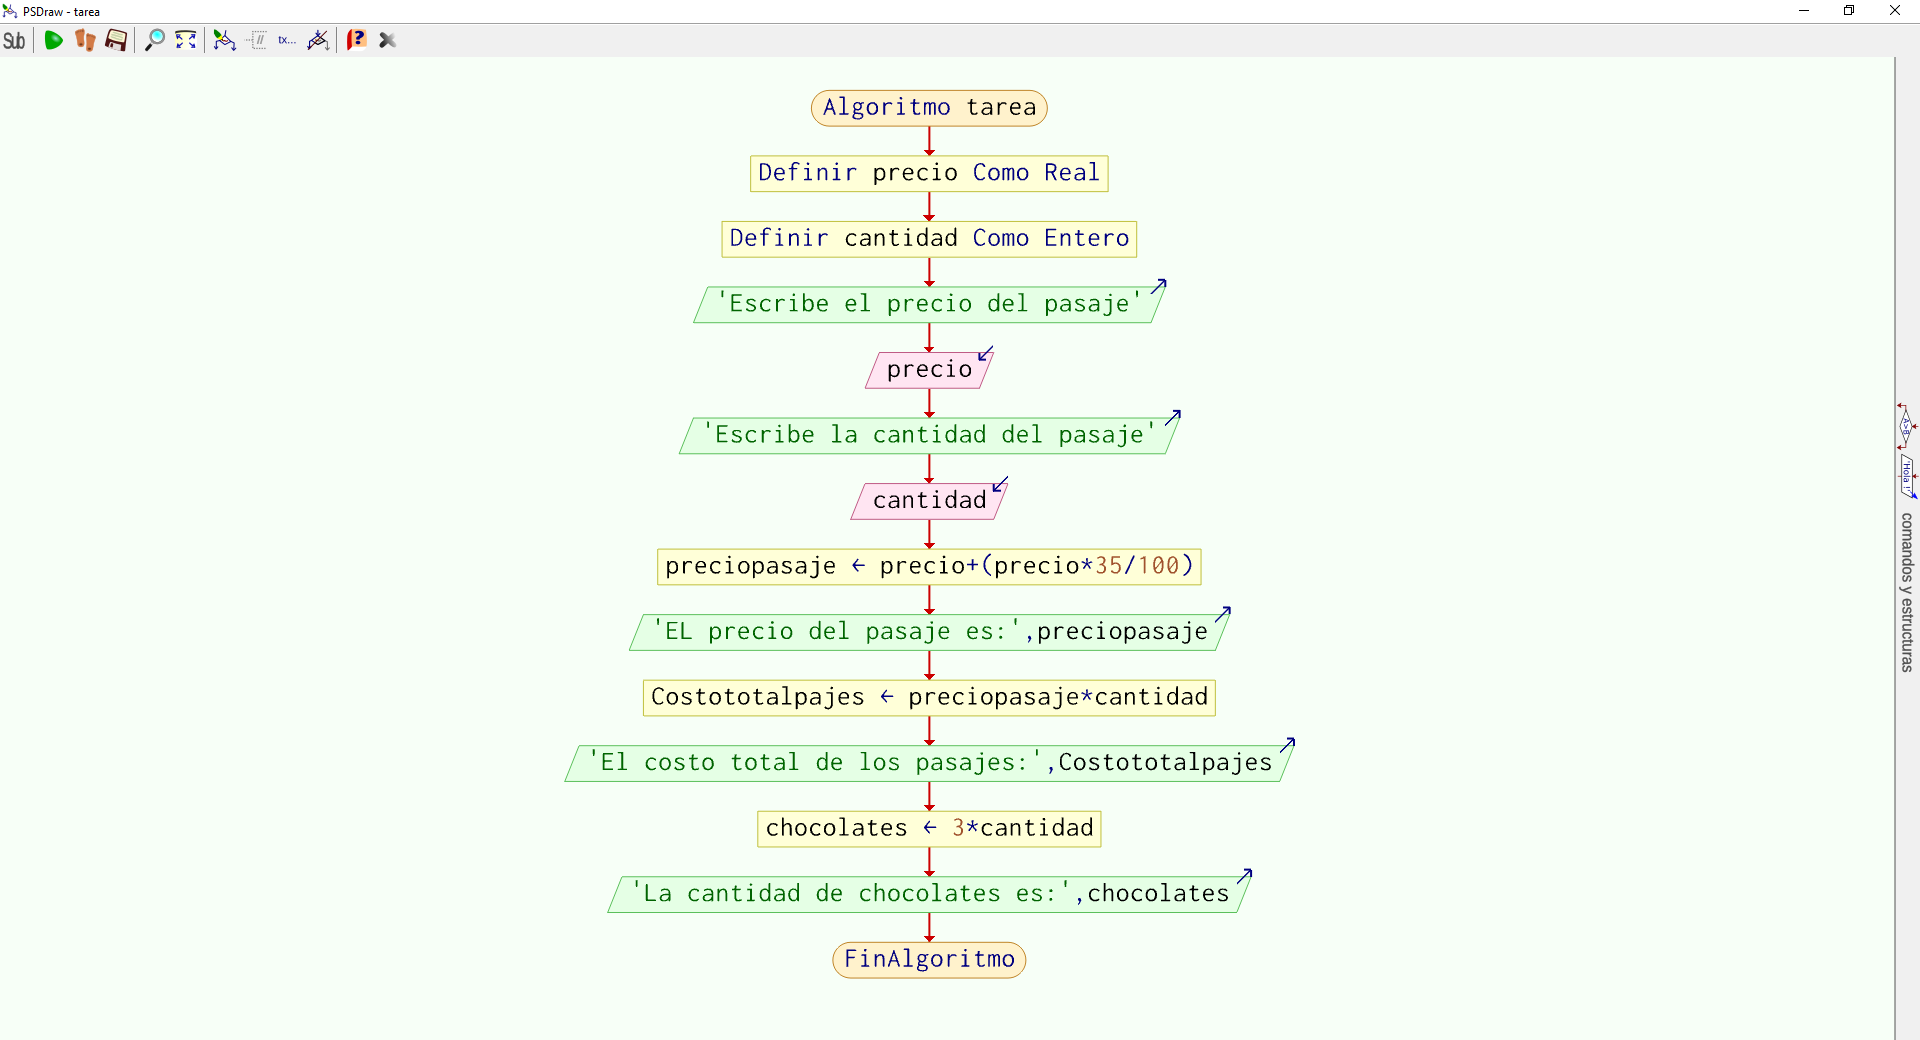 PSDraw - tarea
Sub
tx...
?
Algoritmo tarea
Definir precio Como Real
Definir cantidad Como Entero
'Escribe el precio del pasaje'
precio
'Escribe la cantidad del pasaje'
cantidad
preciopasaje ← precio+(precio*35/100)
'EL precio del pasaje es:',preciopasaje
Costototalpajes ← preciopasaje*cantidad
'El costo total de los pasajes:',Costototalpajes
chocolates ← 3*cantidad
'La cantidad de chocolates es:',chocolates
FinAlgoritmo
A>B
'Hola !'
comandos y estructuras